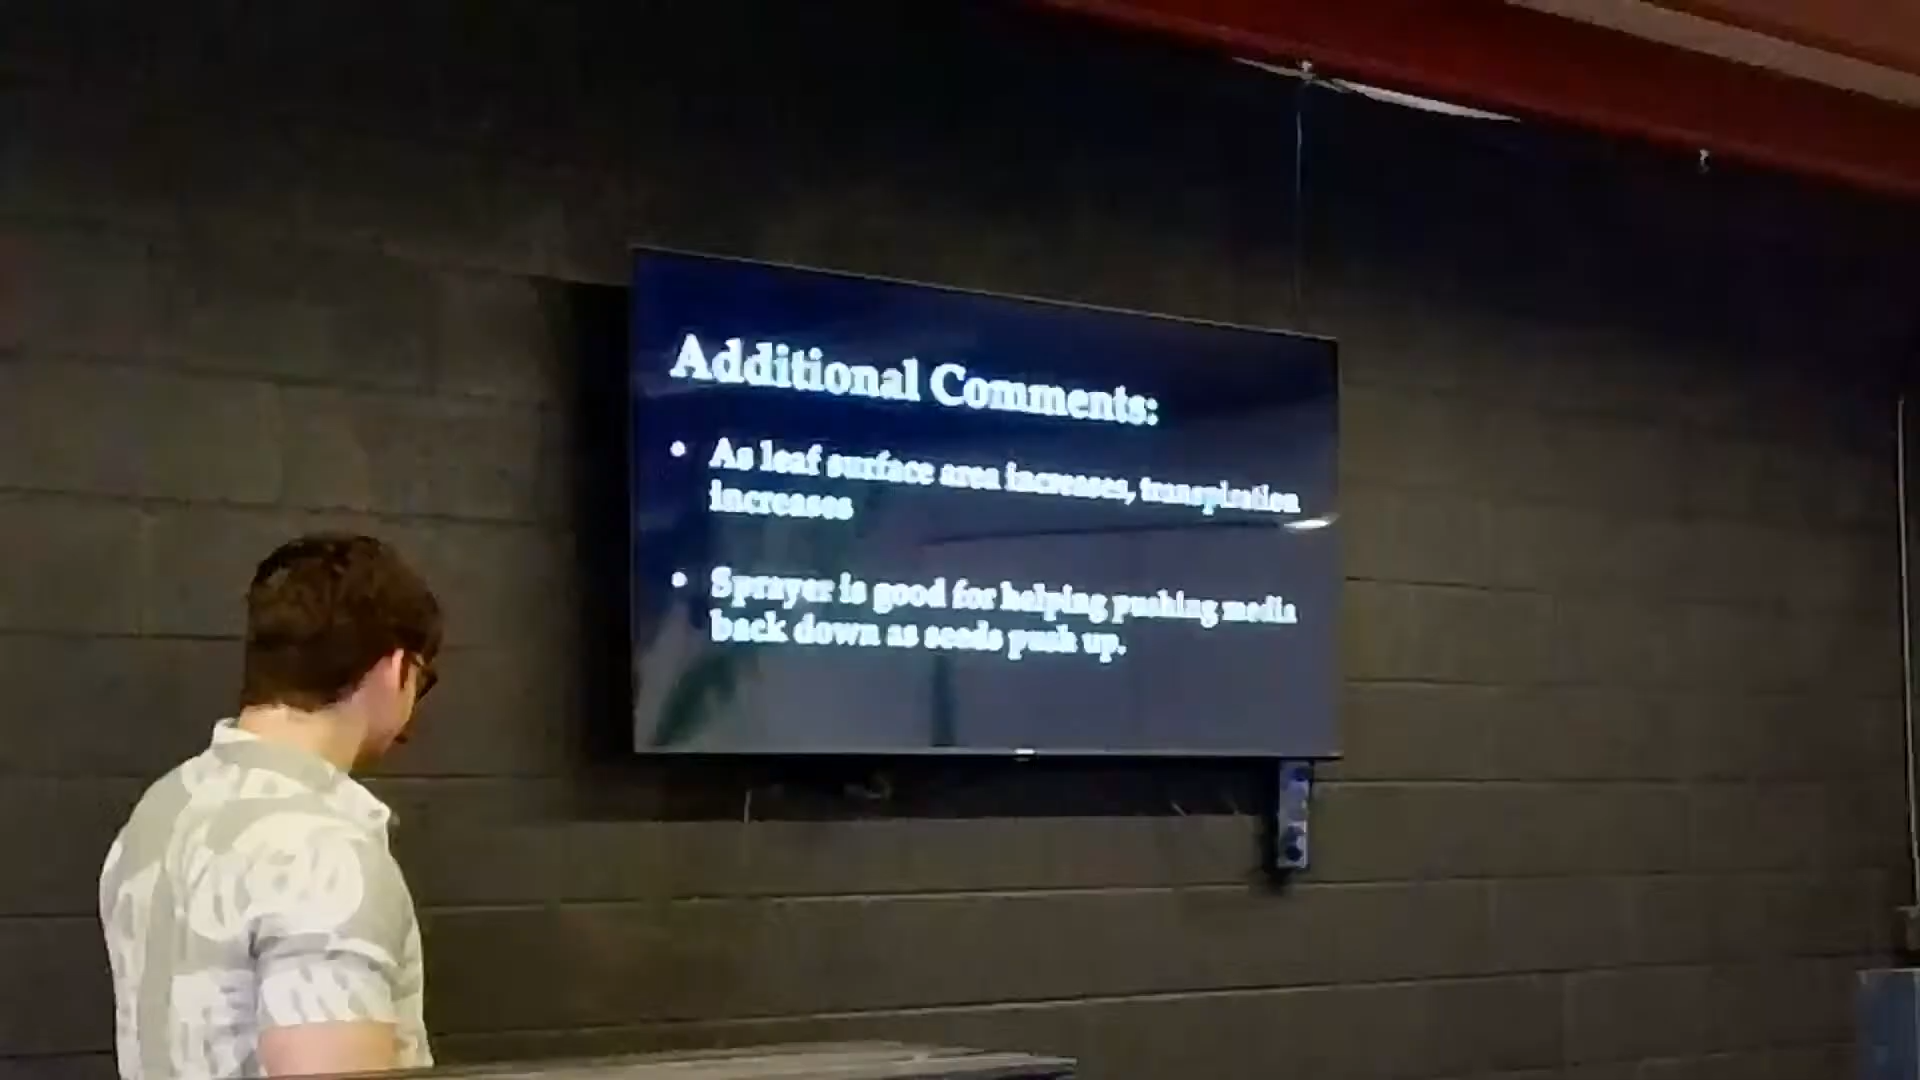 Additional Comments:
• As leaf surface area increases, transpiration
increases
• Sprayer is good for helping pushing media
back down as seeds push up.